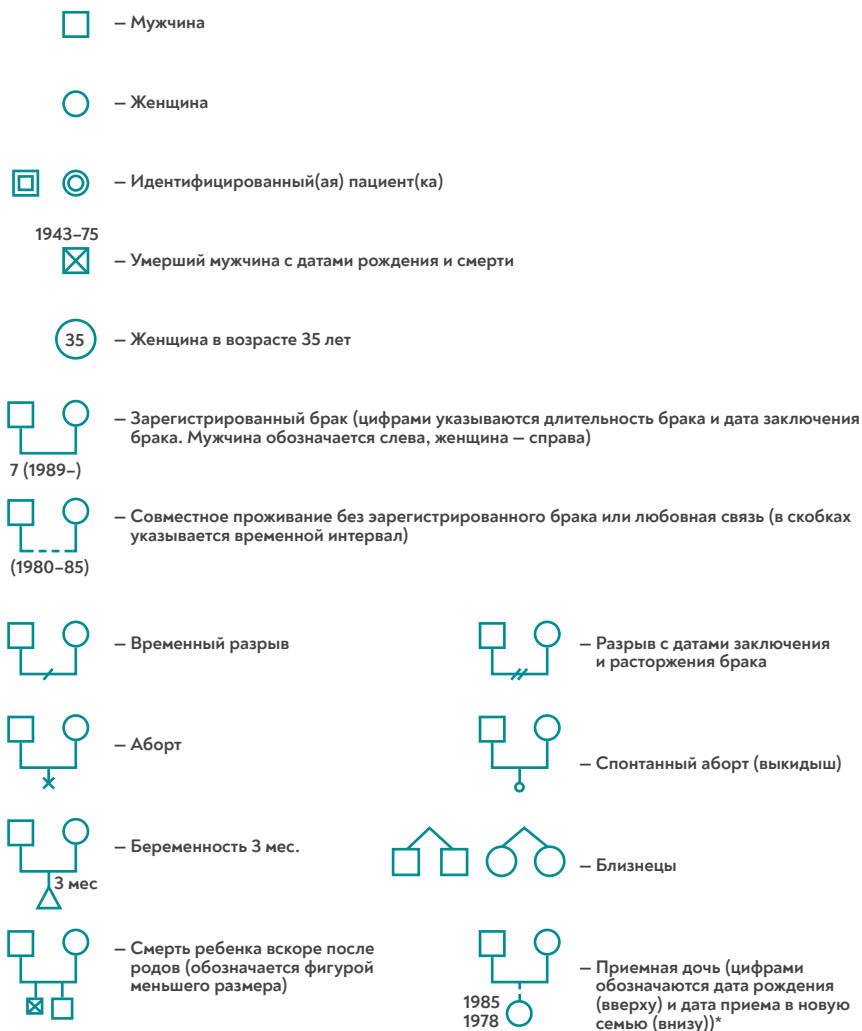 – Мужчина
– Женщина
– Идентифицированный(ая) пациент(ка)
1943–75
– Умерший мужчина с датами рождения и смерти
35
– Женщина в возрасте 35 лет
– Зарегистрированный брак (цифрами указываются длительность брака и дата заключения
брака. Мужчина обозначается слева, женщина – справа)
7 (1989–)
– Совместное проживание без эарегистрированного брака или любовная связь (в скобках
указывается временной интервал)
(1980–85)
– Временный разрыв
– Разрыв с датами заключения
и расторжения брака
– Аборт
– Спонтанный аборт (выкидыш)
– Беременность 3 мес.
3 мес
– Близнецы
– Смерть ребенка вскоре после
родов (обозначается фигурой
меньшего размера)
– Приемная дочь (цифрами
обозначаются дата рождения
(вверху) и дата приема в новую
семью (внизу))*
1985
1978